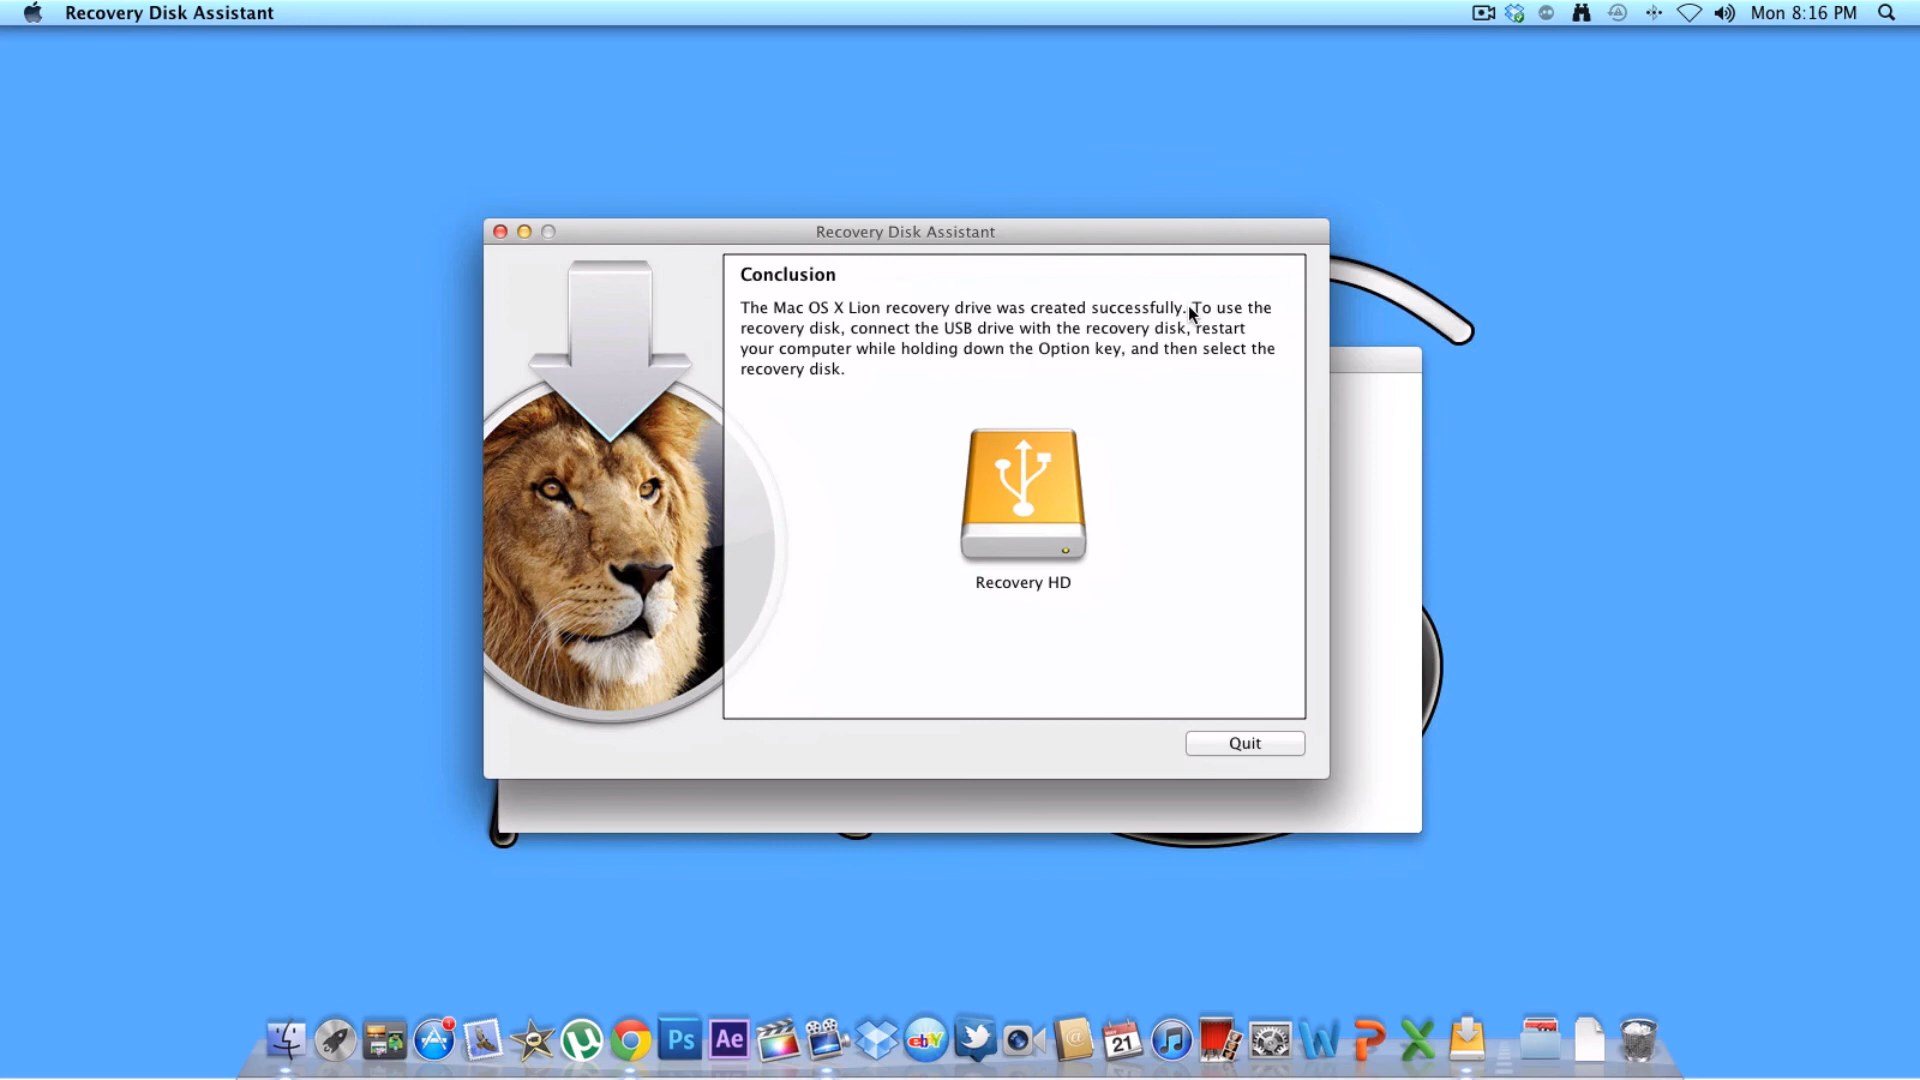 Recovery Disk Assistant
Mon 8:16 PM
Recovery Disk Assistant
Conclusion
The Mac OS X Lion recovery drive was created successfully. To use the
recovery disk, connect the USB drive with the recovery disk, restart
your computer while holding down the Option key, and then select the
recovery disk.
Recovery HD
Quit
Ps
Ae
ebY
21